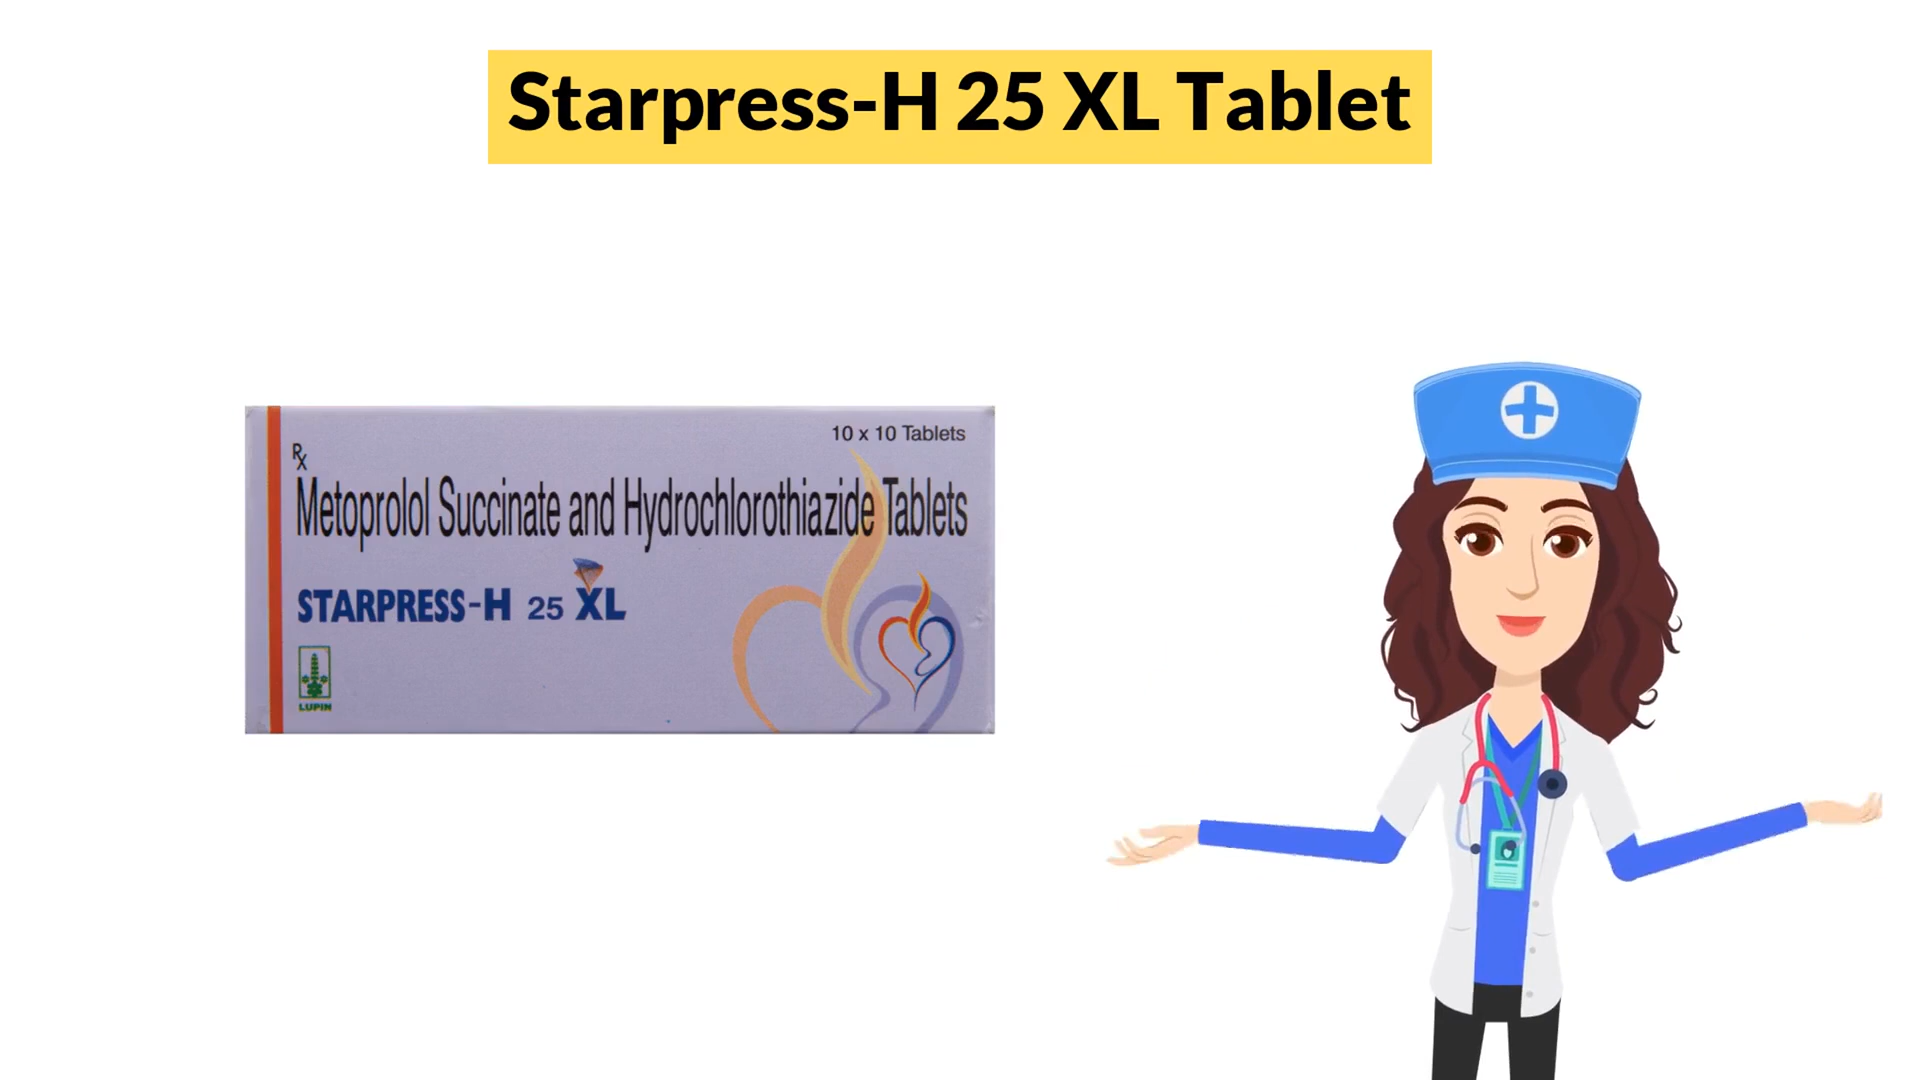 Starpress-H 25 XL Tablet
10 x 10 Tablets
Rx
Metoprolol Succinate and Hydrochlorothiazide Tablets
STARPRESS-H 25 XL
LUPIN